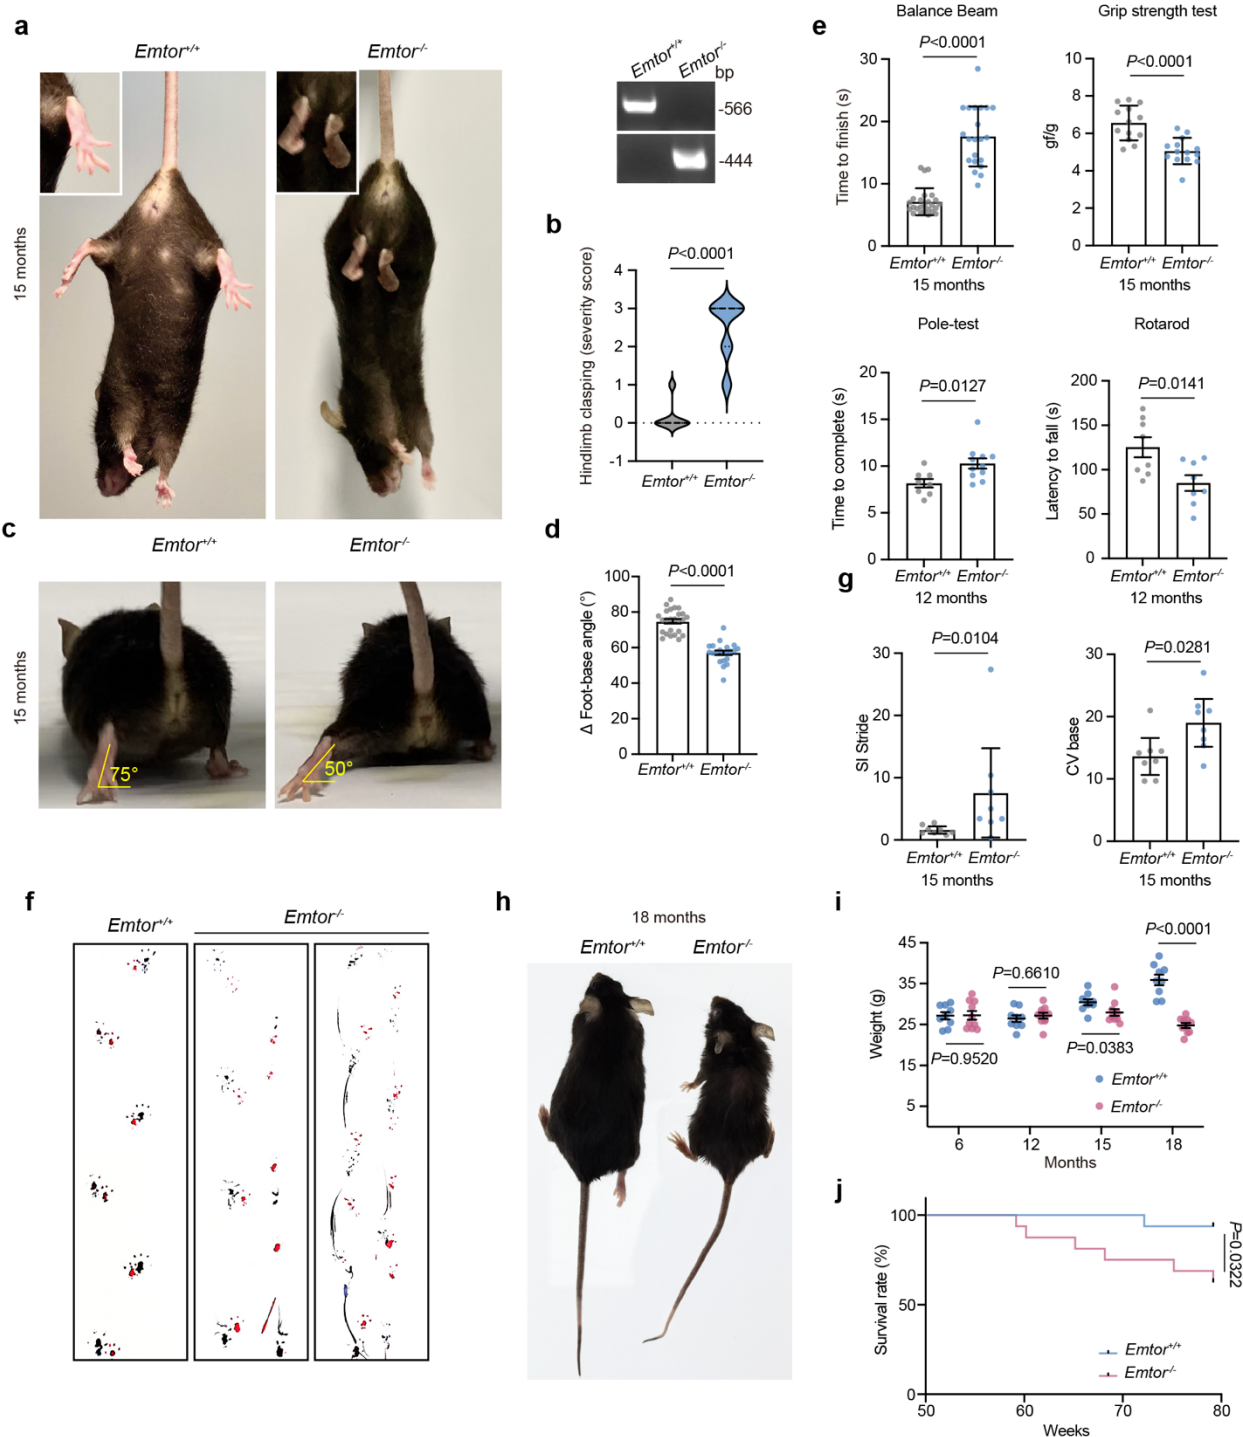 a
Emtor+/+
Emtor-/-
15 months
Emtor+/+
Emtor-/-
bp
-566
-444
b
P<0.0001
Hindlimb clasping (severity score)
4
3
2
1
0
-1
Emtor+/+
Emtor-/-
c
Emtor+/+
Emtor-/-
15 months
75°
50°
d
P<0.0001
Δ Foot-base angle (°)
100
80
60
40
20
0
Emtor+/+
Emtor-/-
e
Balance Beam
P<0.0001
Time to finish (s)
30
20
10
0
Emtor+/+
Emtor-/-
15 months
Grip strength test
P<0.0001
gf/g
10
8
6
4
2
0
Emtor+/+
Emtor-/-
15 months
Pole-test
P=0.0127
Time to complete (s)
20
15
10
5
0
Emtor+/+
Emtor-/-
12 months
Rotarod
P=0.0141
Latency to fall (s)
200
150
100
50
0
Emtor+/+
Emtor-/-
12 months
g
P=0.0104
SI Stride
30
20
10
0
Emtor+/+
Emtor-/-
15 months
P=0.0281
CV base
30
20
10
0
Emtor+/+
Emtor-/-
15 months
f
Emtor+/+
Emtor-/-
h
18 months
Emtor+/+
Emtor-/-
i
P<0.0001
P=0.6610
P=0.0383
P=0.9520
Weight (g)
45
35
25
15
5
Emtor+/+
Emtor-/-
6
12
15
18
Months
j
P=0.0322
Survival rate (%)
100
50
0
Emtor+/+
Emtor-/-
50
60
70
80
Weeks